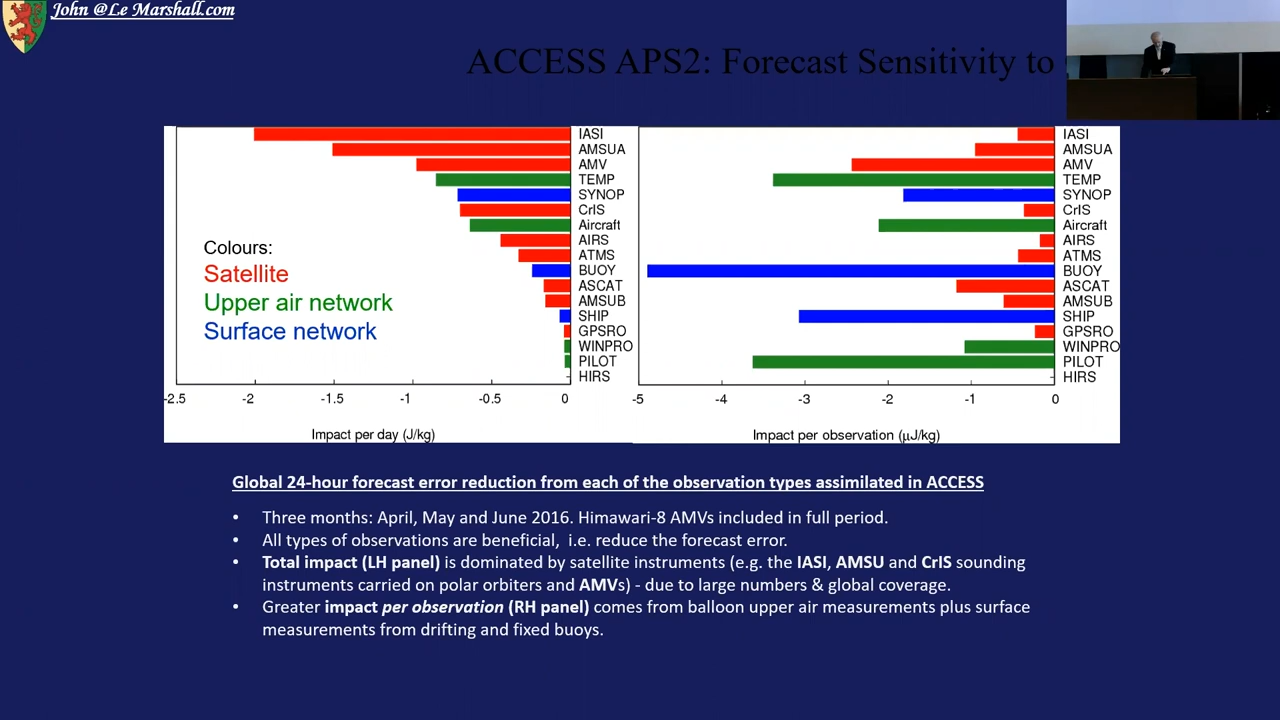 John @Le Marshall.com
ACCESS APS2: Forecast Sensitivity to
IASI
AMSUA
AMV
TEMP
SYNOP
CrIS
Aircraft
AIRS
ATMS
BUOY
ASCAT
AMSUB
SHIP
GPSRO
WINPRO
PILOT
HIRS
Colours:
Satellite
Upper air network
Surface network
-2.5 -2 -1.5 -1 -0.5 0
Impact per day (J/kg)
IASI
AMSUA
AMV
TEMP
SYNOP
CrIS
Aircraft
AIRS
ATMS
BUOY
ASCAT
AMSUB
SHIP
GPSRO
WINPRO
PILOT
HIRS
-5 -4 -3 -2 -1 0
Impact per observation (μJ/kg)
Global 24-hour forecast error reduction from each of the observation types assimilated in ACCESS
• Three months: April, May and June 2016. Himawari-8 AMVs included in full period.
• All types of observations are beneficial, i.e. reduce the forecast error.
• Total impact (LH panel) is dominated by satellite instruments (e.g. the IASI, AMSU and CrIS sounding
instruments carried on polar orbiters and AMVs) - due to large numbers & global coverage.
• Greater impact per observation (RH panel) comes from balloon upper air measurements plus surface
measurements from drifting and fixed buoys.